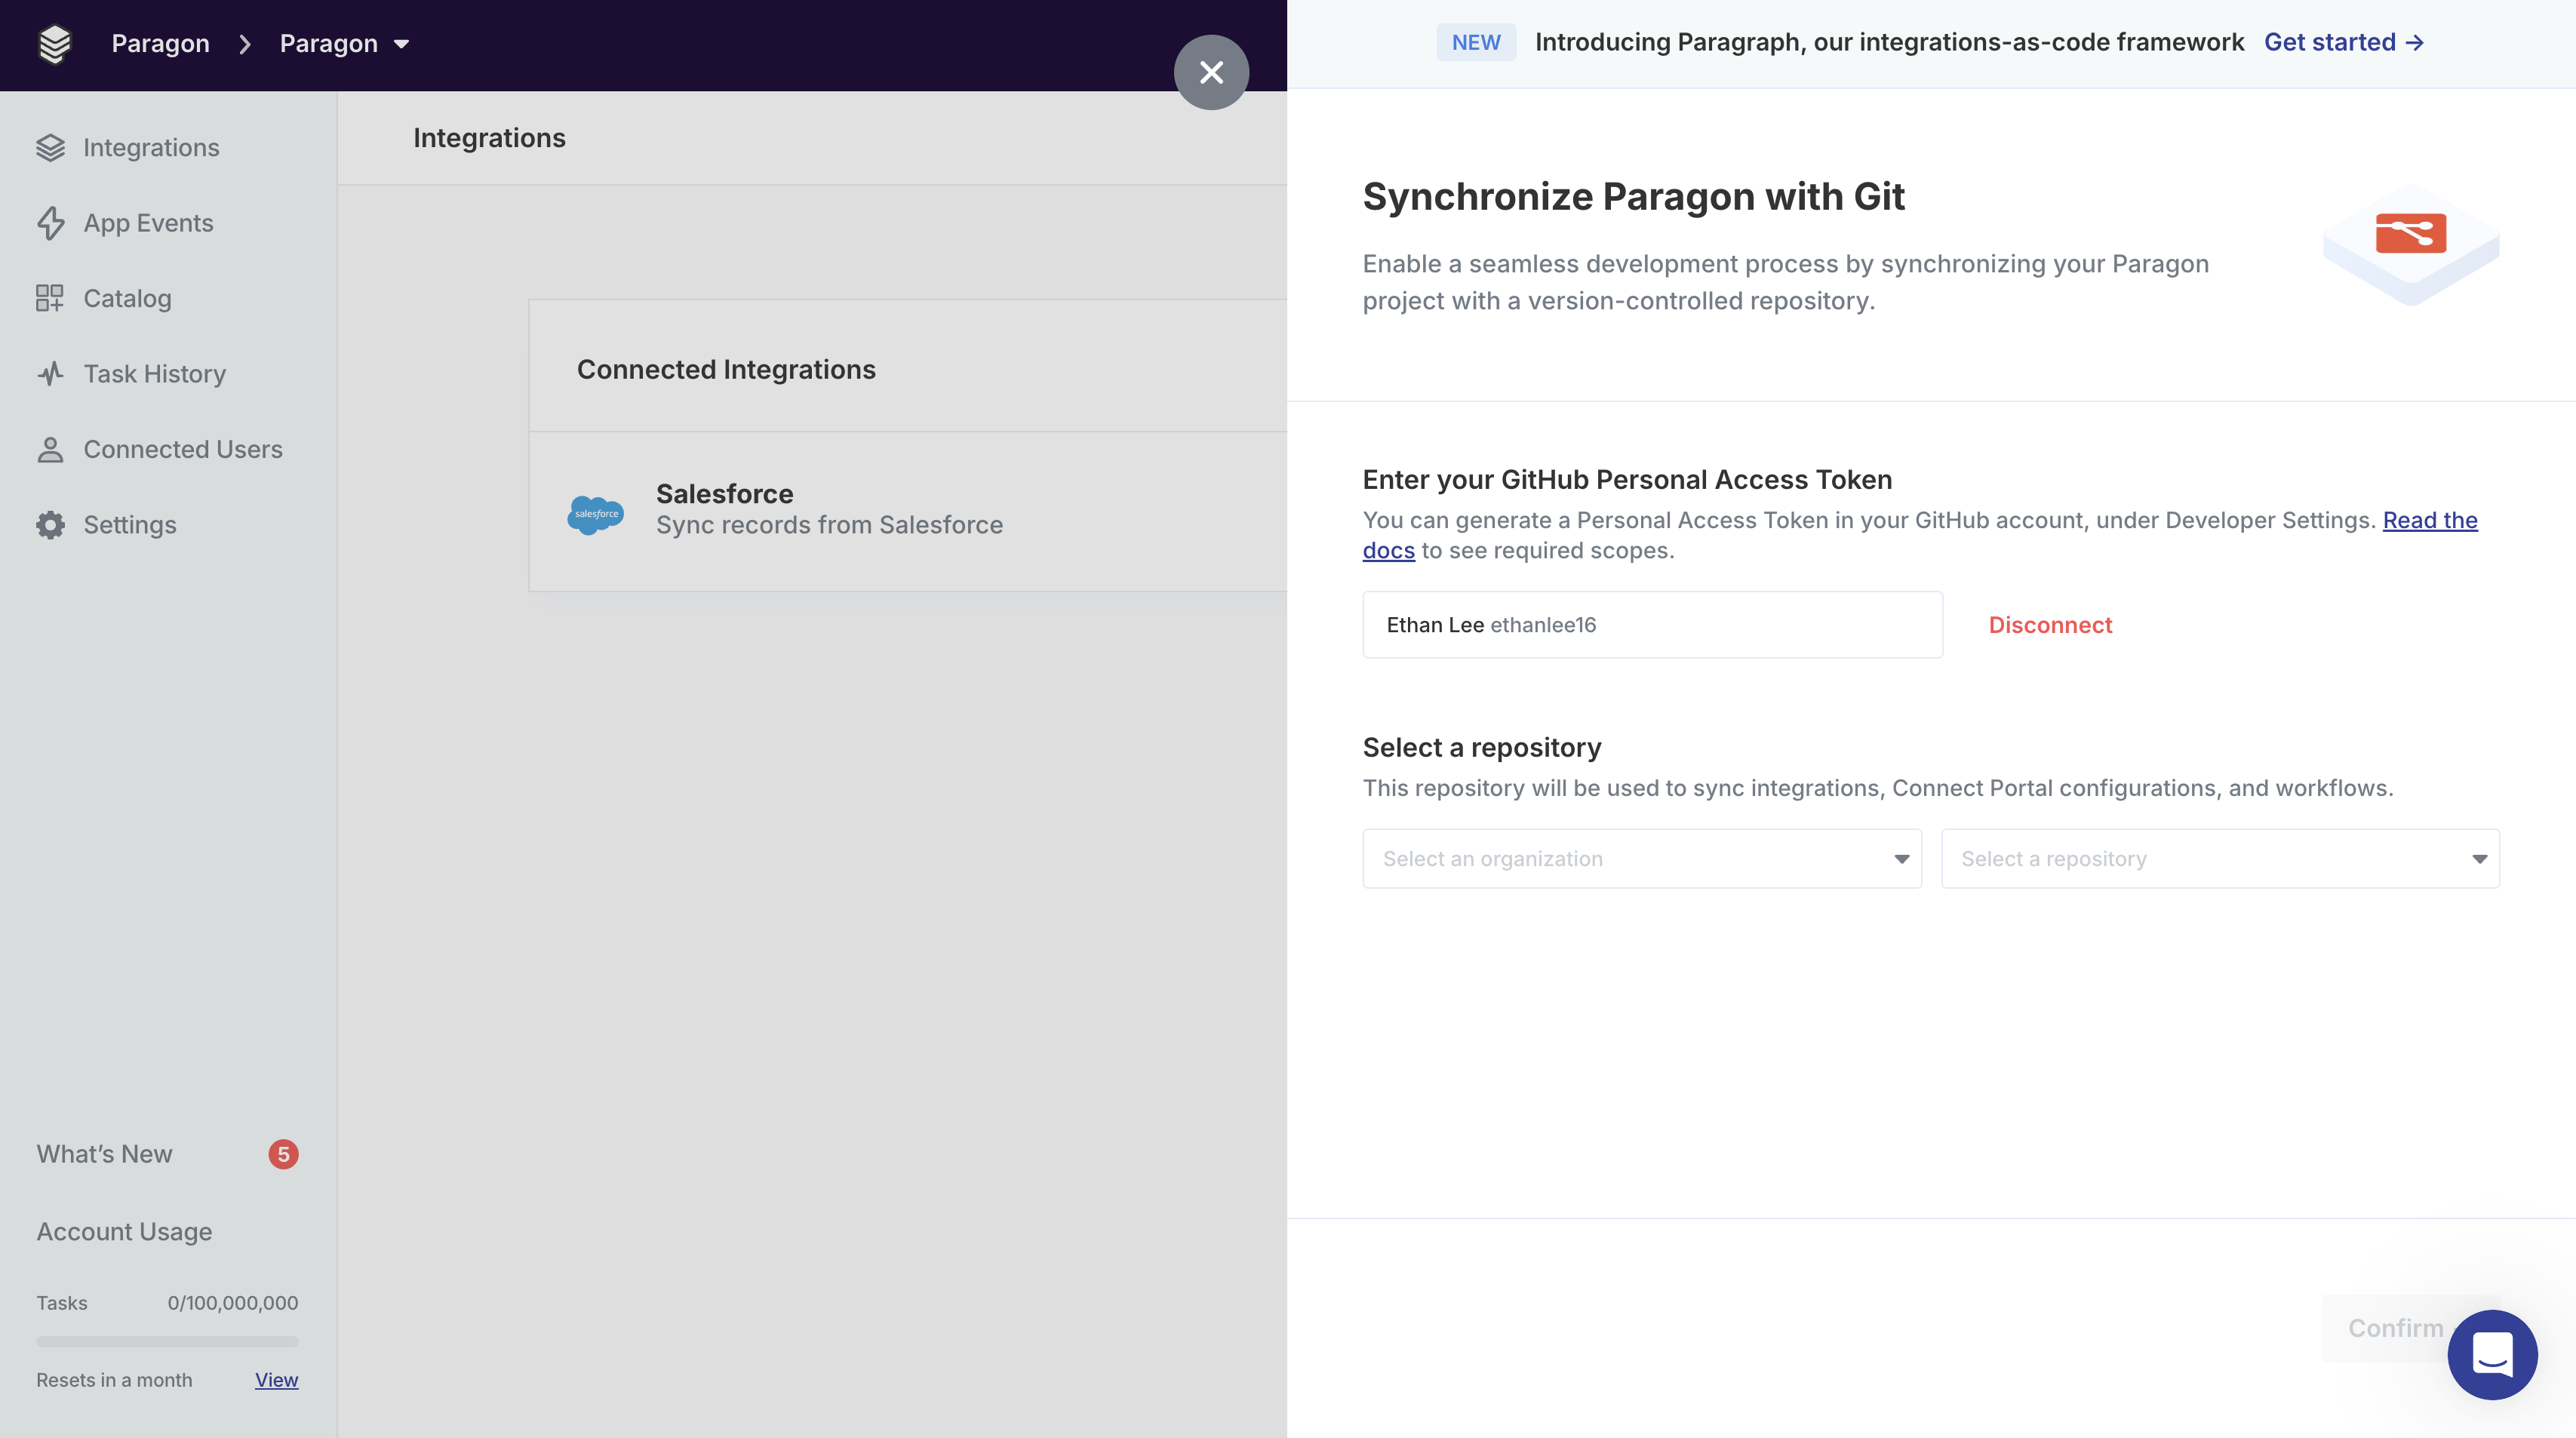 Paragon
Paragon
NEW Introducing Paragraph, our integrations-as-code framework Get started →
Integrations
App Events
Catalog
Task History
Connected Users
Settings
What's New 5
Account Usage
Tasks 0/100,000,000
Resets in a month View
Integrations
Connected Integrations
salesforce
Salesforce
Sync records from Salesforce
Synchronize Paragon with Git
Enable a seamless development process by synchronizing your Paragon
project with a version-controlled repository.
Enter your GitHub Personal Access Token
You can generate a Personal Access Token in your GitHub account, under Developer Settings. Read the
docs to see required scopes.
Ethan Lee ethanlee16
Disconnect
Select a repository
This repository will be used to sync integrations, Connect Portal configurations, and workflows.
Select an organization
Select a repository
Confirm